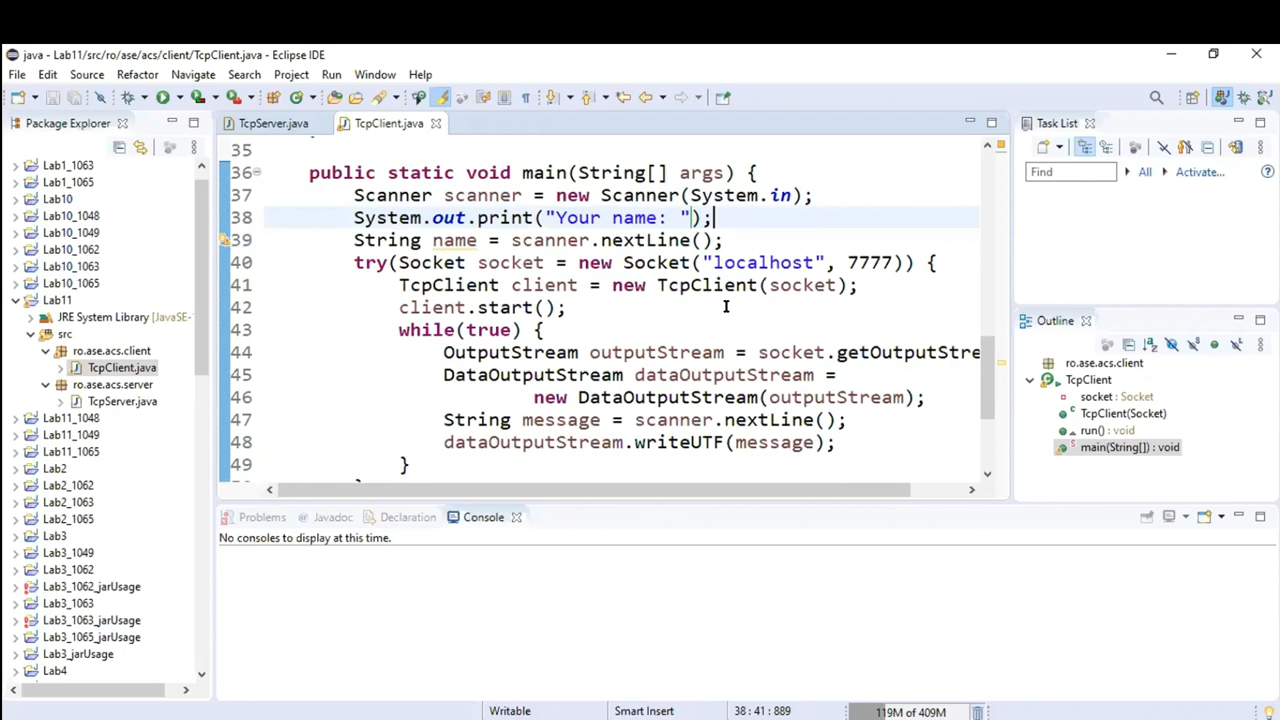 java - Lab11/src/ro/ase/acs/client/TcpClient.java - Eclipse IDE
File Edit Source Refactor Navigate Search Project Run Window Help
Package Explorer
Lab1_1063
Lab1_1065
Lab10
Lab10_1048
Lab10_1049
Lab10_1062
Lab10_1063
Lab10_1065
Lab11
JRE System Library [JavaSE-
src
ro.ase.acs.client
TcpClient.java
ro.ase.acs.server
TcpServer.java
Lab11_1048
Lab11_1049
Lab11_1065
Lab2
Lab2_1062
Lab2_1063
Lab2_1065
Lab3
Lab3_1049
Lab3_1062
Lab3_1062_jarUsage
Lab3_1063
Lab3_1063_jarUsage
Lab3_1065_jarUsage
Lab3_jarUsage
Lab4
TcpServer.java TcpClient.java
35
36 public static void main(String[] args) {
37 Scanner scanner = new Scanner(System.in);
38 System.out.print("Your name: ");
39 String name = scanner.nextLine();
40 try(Socket socket = new Socket("localhost", 7777)) {
41 TcpClient client = new TcpClient(socket);
42 client.start();
43 while(true) {
44 OutputStream outputStream = socket.getOutputStre
45 DataOutputStream dataOutputStream =
46 new DataOutputStream(outputStream);
47 String message = scanner.nextLine();
48 dataOutputStream.writeUTF(message);
49 }
Task List
Find All Activate...
Outline
ro.ase.acs.client
TcpClient
socket : Socket
TcpClient(Socket)
run() : void
main(String[]) : void
Problems Javadoc Declaration Console
No consoles to display at this time.
Writable Smart Insert 38 : 41 : 889 119M of 409M